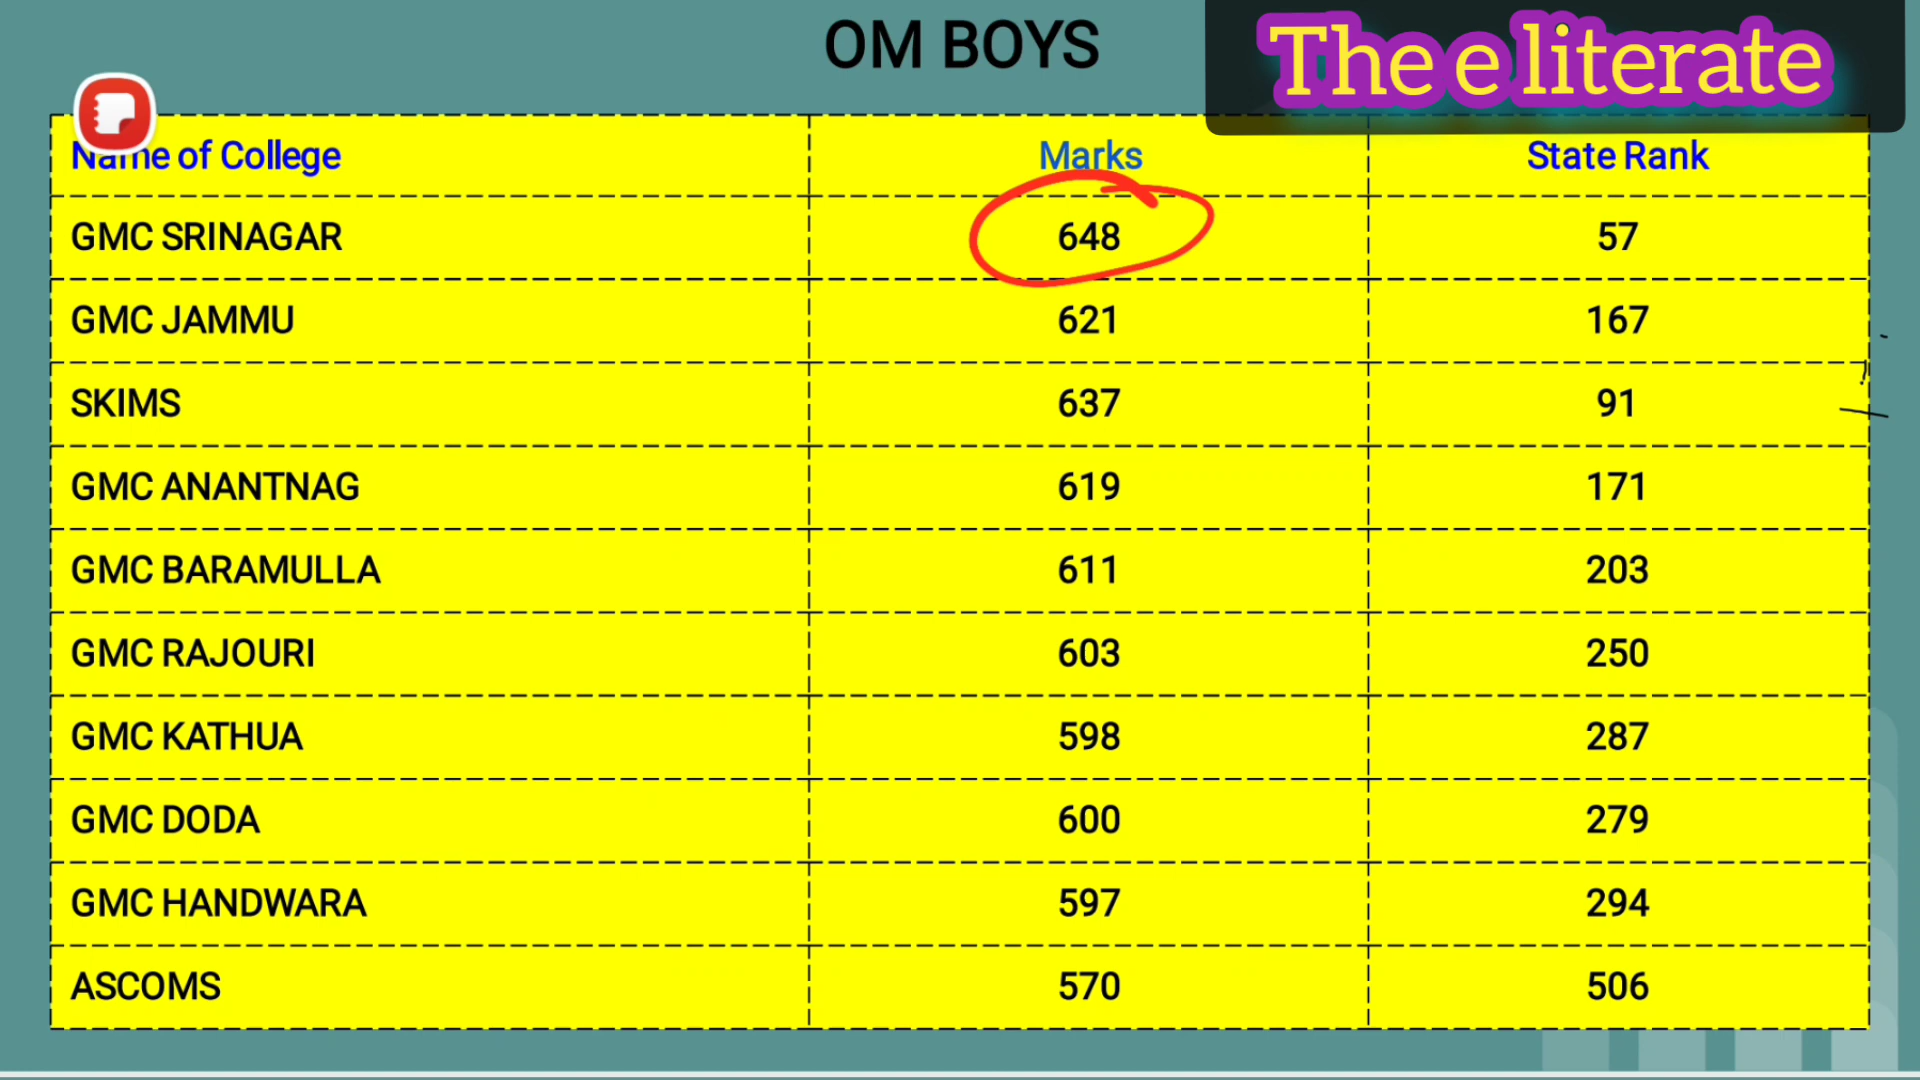 OM BOYS
The e literate
Name of College Marks State Rank
GMC SRINAGAR 648 57
GMC JAMMU 621 167
SKIMS 637 91
GMC ANANTNAG 619 171
GMC BARAMULLA 611 203
GMC RAJOURI 603 250
GMC KATHUA 598 287
GMC DODA 600 279
GMC HANDWARA 597 294
ASCOMS 570 506